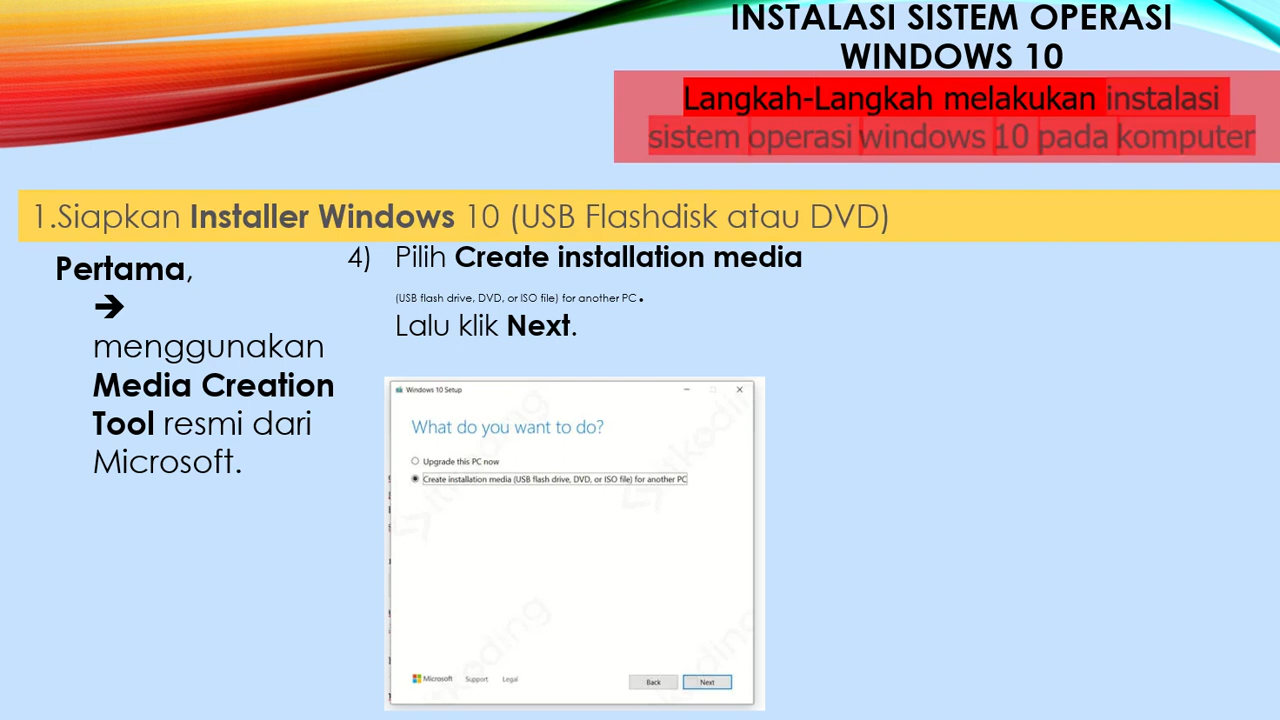 INSTALASI SISTEM OPERASI
WINDOWS 10
Langkah-Langkah melakukan instalasi
sistem operasi windows 10 pada komputer
1.Siapkan Installer Windows 10 (USB Flashdisk atau DVD)
Pertama,
➔
menggunakan
Media Creation
Tool resmi dari
Microsoft.
4) Pilih Create installation media
(USB flash drive, DVD, or ISO file) for another PC.
Lalu klik Next.
Windows 10 Setup
What do you want to do?
Upgrade this PC now
Create installation media (USB flash drive, DVD, or ISO file) for another PC
Microsoft Support Legal
Back Next